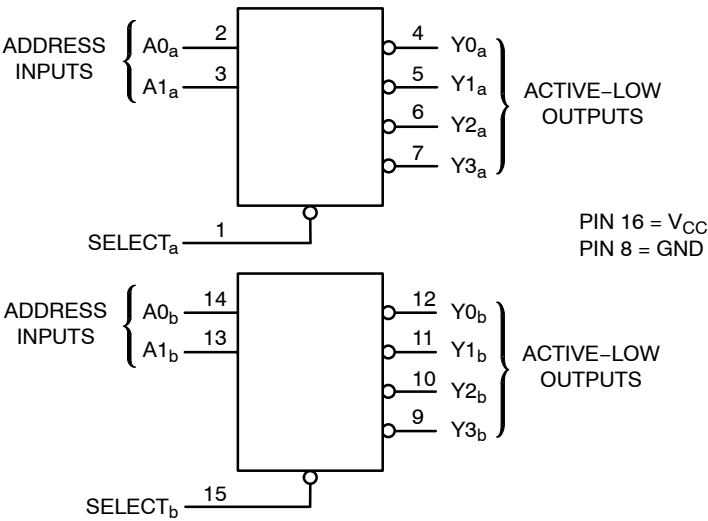 ADDRESS
INPUTS
A0a
2
A1a
3
4
Y0a
5
Y1a
6
Y2a
7
Y3a
ACTIVE–LOW
OUTPUTS
SELECTa
1
PIN 16 = VCC
PIN 8 = GND
ADDRESS
INPUTS
A0b
14
A1b
13
12
Y0b
11
Y1b
10
Y2b
9
Y3b
ACTIVE–LOW
OUTPUTS
SELECTb
15